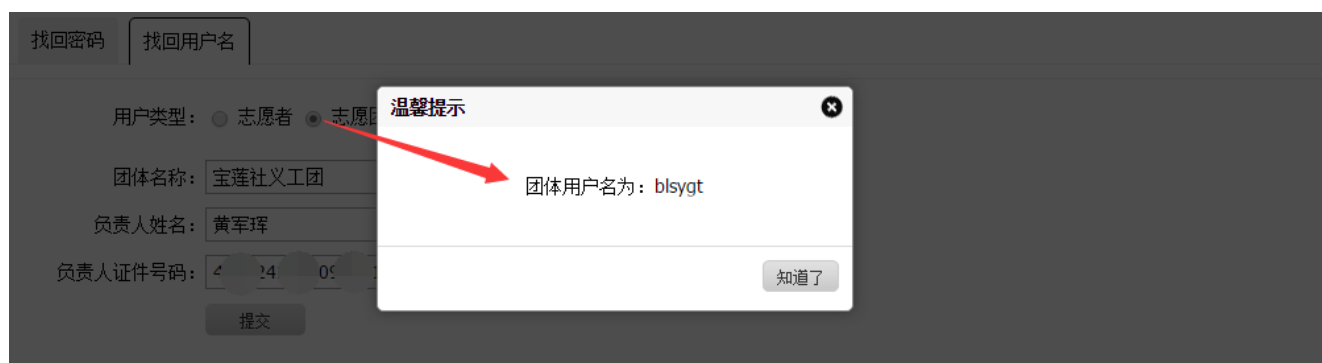 找回密码 找回用户名
用户类型： 志愿者 志愿
温馨提示
团体用户名为：blsygt
知道了
团体名称： 宝莲社义工团
负责人姓名： 黄军珲
负责人证件号码： 4 24 09
提交